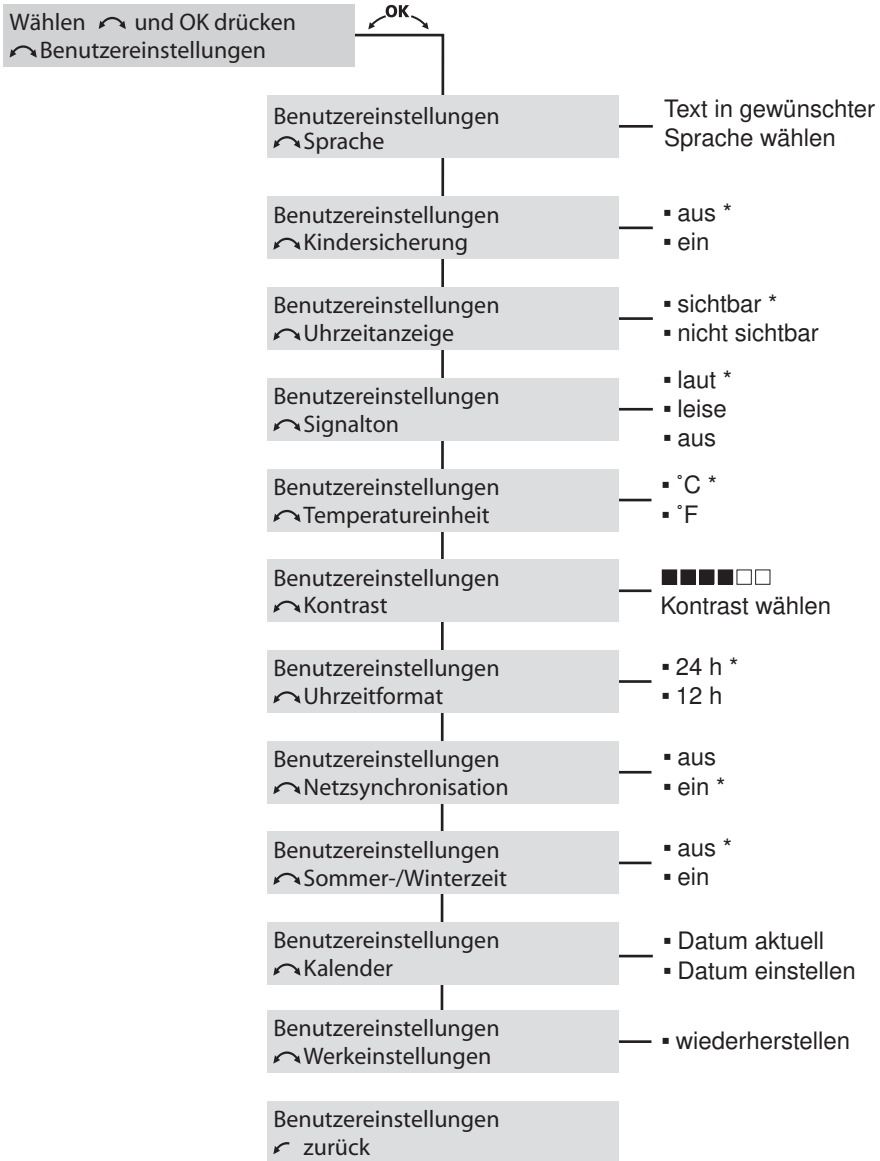 Wählen und OK drücken
Benutzereinstellungen
OK
Benutzereinstellungen
Sprache
Text in gewünschter
Sprache wählen
Benutzereinstellungen
Kindersicherung
▪ aus *
▪ ein
Benutzereinstellungen
Uhrzeitanzeige
▪ sichtbar *
▪ nicht sichtbar
Benutzereinstellungen
Signalton
▪ laut *
▪ leise
▪ aus
Benutzereinstellungen
Temperatureinheit
▪ ˚C *
▪ ˚F
Benutzereinstellungen
Kontrast
■■■■□□
Kontrast wählen
Benutzereinstellungen
Uhrzeitformat
▪ 24 h *
▪ 12 h
Benutzereinstellungen
Netzsynchronisation
▪ aus
▪ ein *
Benutzereinstellungen
Sommer-/Winterzeit
▪ aus *
▪ ein
Benutzereinstellungen
Kalender
▪ Datum aktuell
▪ Datum einstellen
Benutzereinstellungen
Werkeinstellungen
▪ wiederherstellen
Benutzereinstellungen
zurück